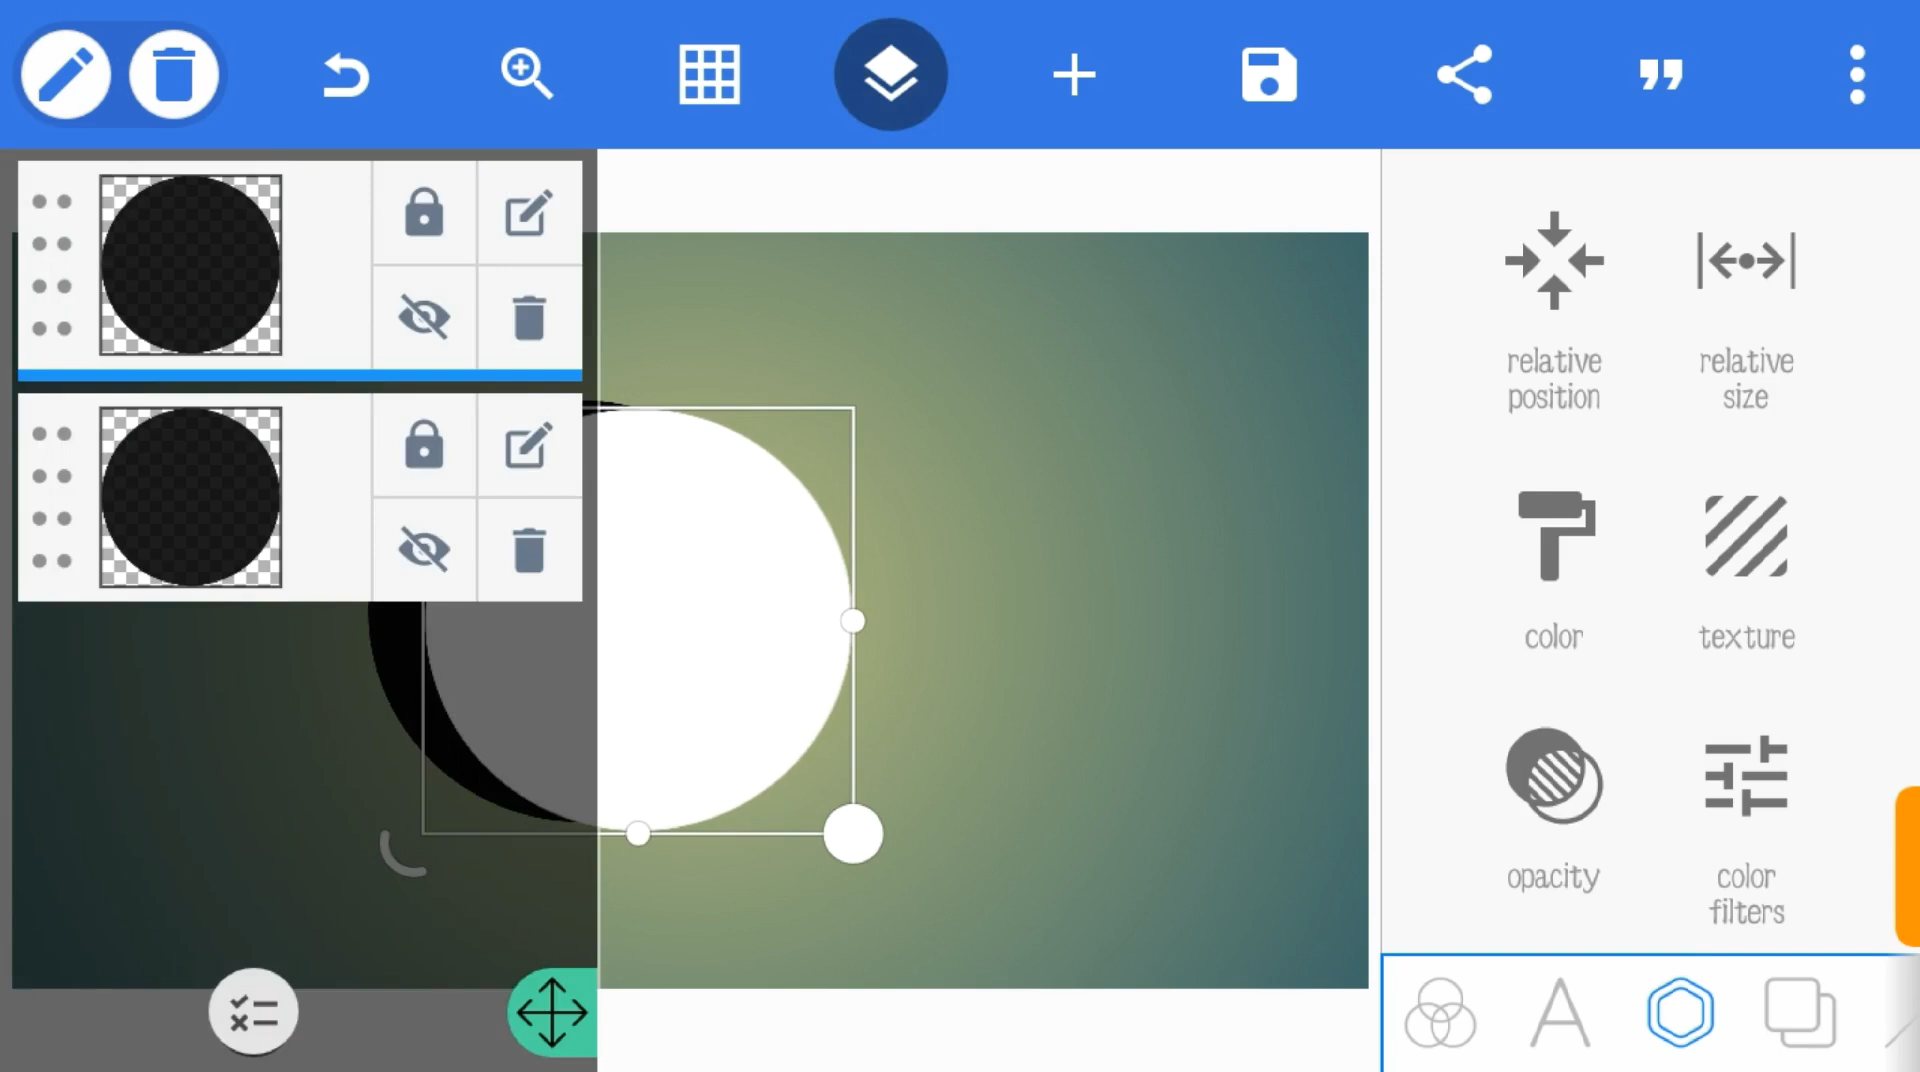 relative
position
relative
size
color
texture
opacity
color
filters